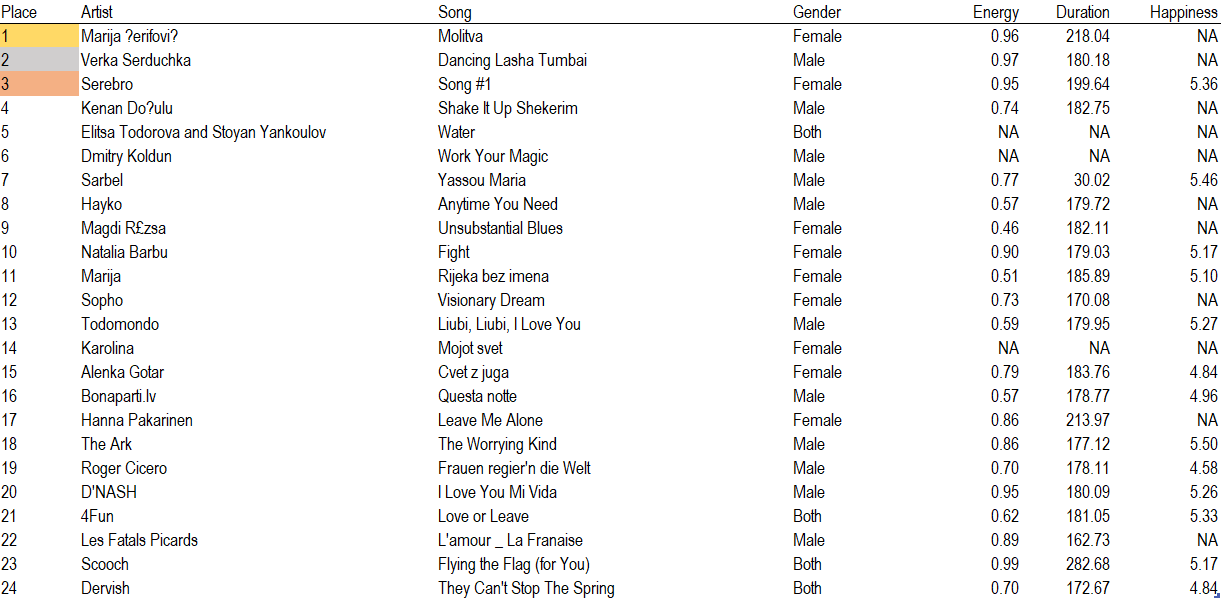 Place Artist Song Gender Energy Duration Happiness
1 Marija ?erifovi? Molitva Female 0.96 218.04 NA
2 Verka Serduchka Dancing Lasha Tumbai Male 0.97 180.18 NA
3 Serebro Song #1 Female 0.95 199.64 5.36
4 Kenan Do?ulu Shake It Up Shekerim Male 0.74 182.75 NA
5 Elitsa Todorova and Stoyan Yankoulov Water Both NA NA NA
6 Dmitry Koldun Work Your Magic Male NA NA NA
7 Sarbel Yassou Maria Male 0.77 30.02 5.46
8 Hayko Anytime You Need Male 0.57 179.72 NA
9 Magdi R£zsa Unsubstantial Blues Female 0.46 182.11 NA
10 Natalia Barbu Fight Female 0.90 179.03 5.17
11 Marija Rijeka bez imena Female 0.51 185.89 5.10
12 Sopho Visionary Dream Female 0.73 170.08 NA
13 Todomondo Liubi, Liubi, I Love You Male 0.59 179.95 5.27
14 Karolina Mojot svet Female NA NA NA
15 Alenka Gotar Cvet z juga Female 0.79 183.76 4.84
16 Bonaparti.lv Questa notte Male 0.57 178.77 4.96
17 Hanna Pakarinen Leave Me Alone Female 0.86 213.97 NA
18 The Ark The Worrying Kind Male 0.86 177.12 5.50
19 Roger Cicero Frauen regier'n die Welt Male 0.70 178.11 4.58
20 D'NASH I Love You Mi Vida Male 0.95 180.09 5.26
21 4Fun Love or Leave Both 0.62 181.05 5.33
22 Les Fatals Picards L'amour _ La Franaise Male 0.89 162.73 NA
23 Scooch Flying the Flag (for You) Both 0.99 282.68 5.17
24 Dervish They Can't Stop The Spring Both 0.70 172.67 4.84